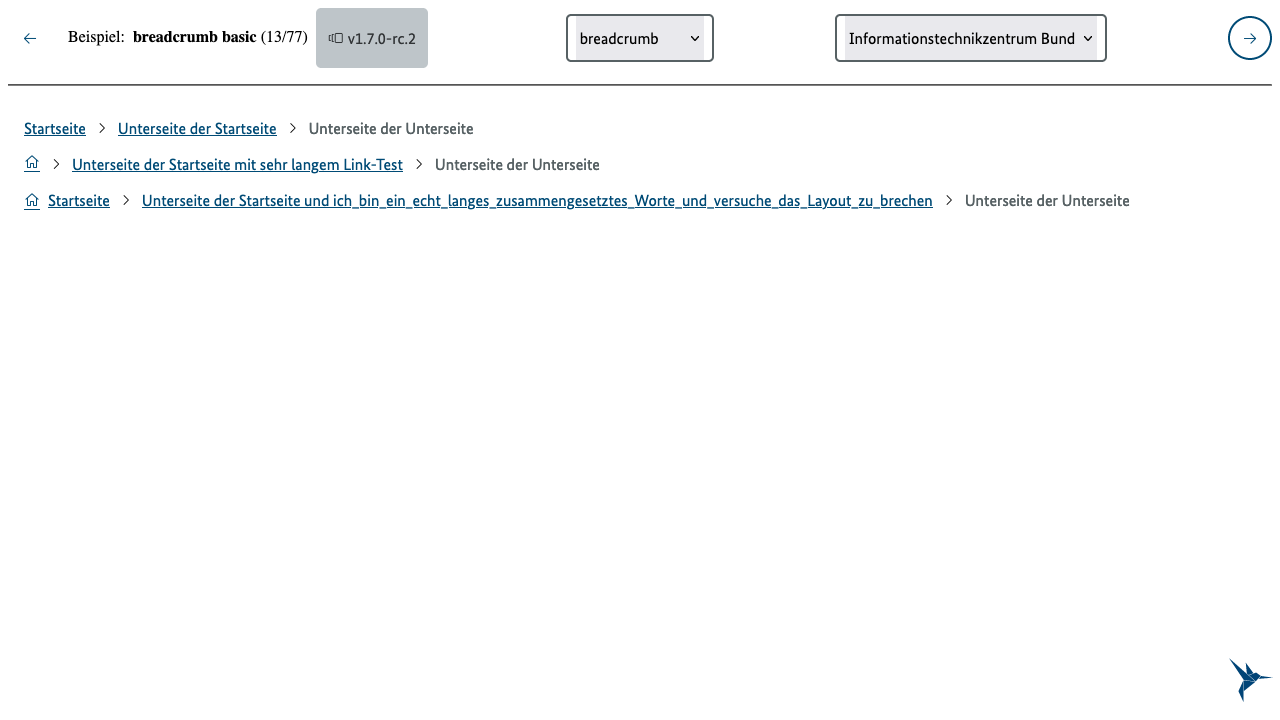 Beispiel: breadcrumb basic (13/77) v1.7.0-rc.2 breadcrumb Informationstechnikzentrum Bund
Startseite Unterseite der Startseite Unterseite der Unterseite
Unterseite der Startseite mit sehr langem Link-Test Unterseite der Unterseite
Startseite Unterseite der Startseite und ich_bin_ein_echt_langes_zusammengesetztes_Worte_und_versuche_das_Layout_zu_brechen Unterseite der Unterseite